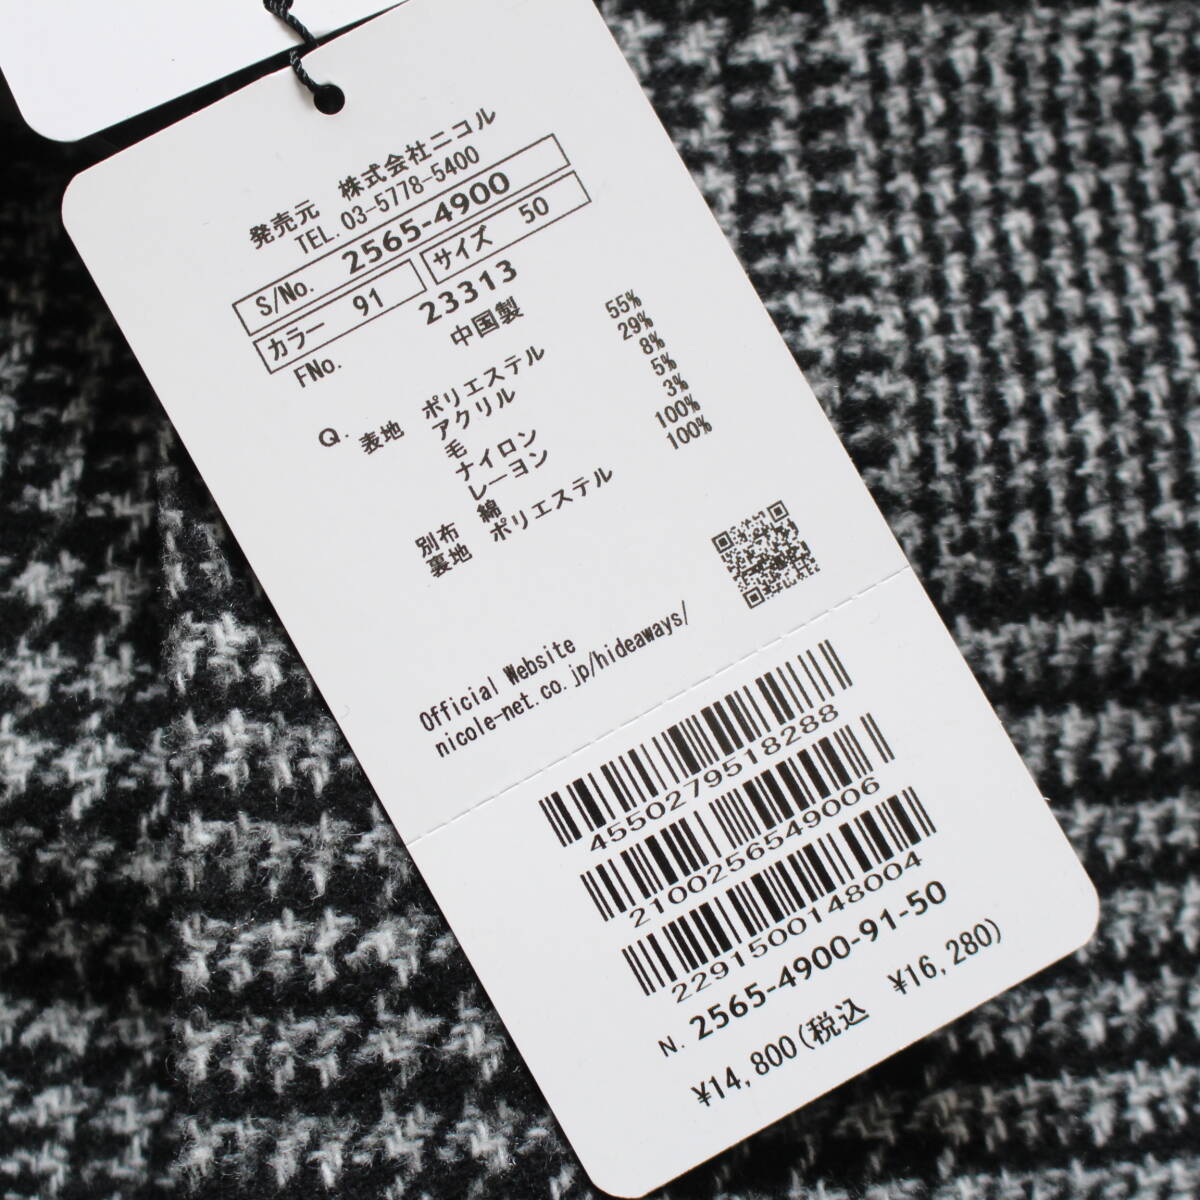 発売元 株式会社ニコル
TEL. 03-5778-5400
S/No. 2565-4900
カラー 91 サイズ 50
FNo. 23313
中国製
Q. 表地 ポリエステル 55%
アクリル 29%
毛 8%
ナイロン 5%
レーヨン 3%
別布 綿 100%
裏地 ポリエステル 100%
Official Website
nicole-net.co.jp/hideaways/
4550279518288
2100256549006
2291500148004
N. 2565-4900-91-50
¥14,800(税込 ¥16,280)